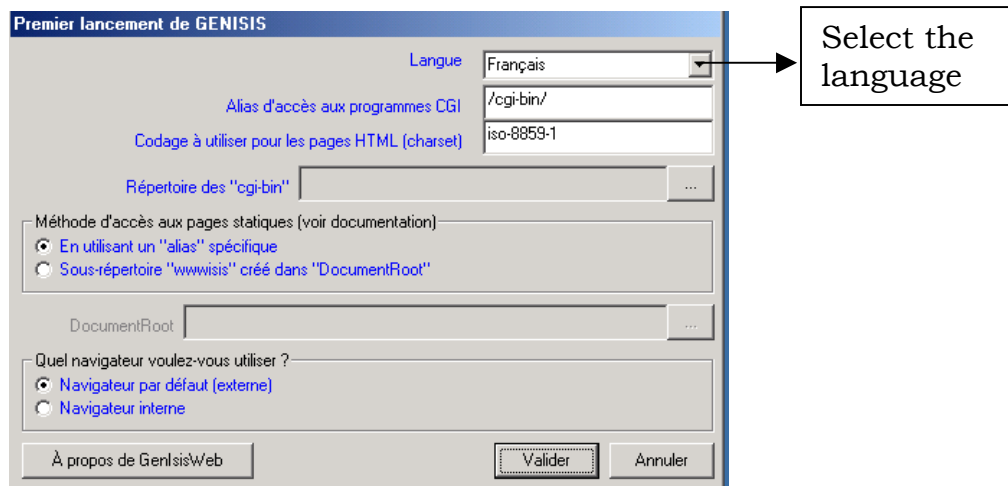 Premier lancement de GENISIS
Langue
Français
Select the
language
Alias d'accès aux programmes CGI
/cgi-bin/
Codage à utiliser pour les pages HTML (charset)
iso-8859-1
Répertoire des "cgi-bin"
...
Méthode d'accès aux pages statiques (voir documentation)
En utilisant un "alias" spécifique
Sous-répertoire "wwwisis" créé dans "DocumentRoot"
DocumentRoot
...
Quel navigateur voulez-vous utiliser ?
Navigateur par défaut (externe)
Navigateur interne
À propos de GenIsisWeb
Valider
Annuler